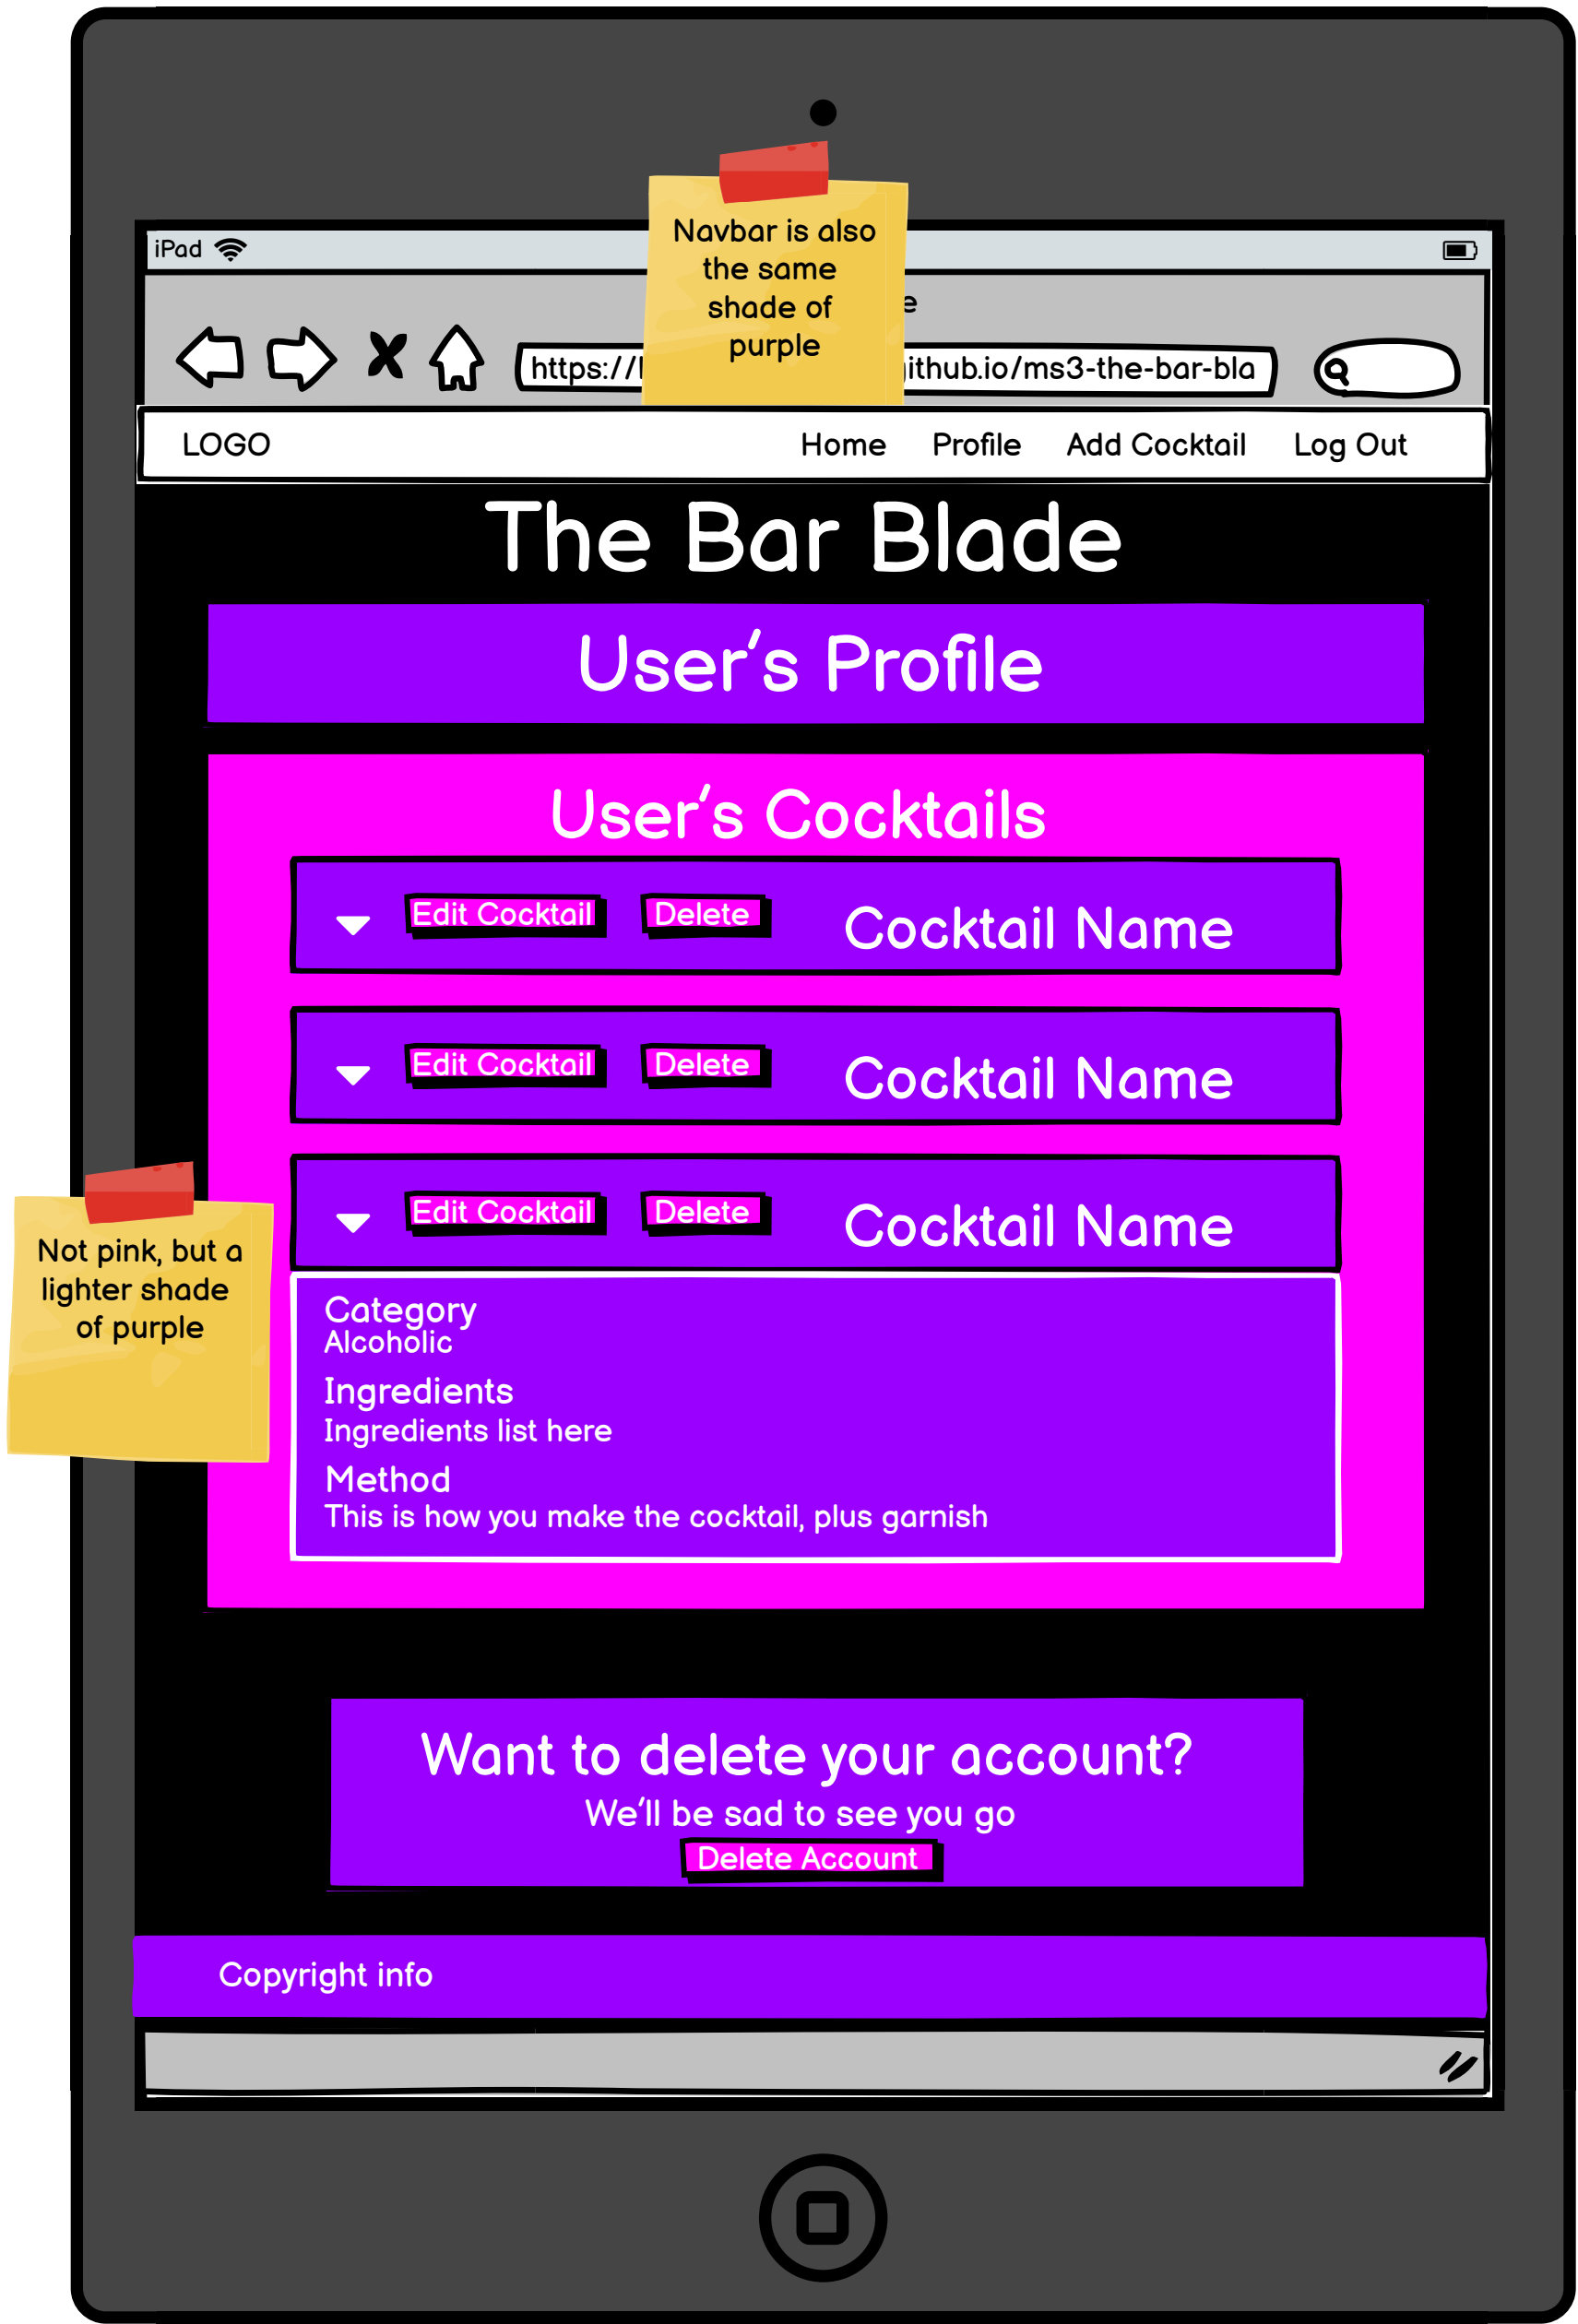 Navbar is also
the same
shade of
purple
iPad
https://
github.io/ms3-the-bar-bla
LOGO Home Profile Add Cocktail Log Out
The Bar Blade
User's Profile
User's Cocktails
Edit Cocktail Delete Cocktail Name
Edit Cocktail Delete Cocktail Name
Edit Cocktail Delete Cocktail Name
Not pink, but a
lighter shade
of purple
Category
Alcoholic
Ingredients
Ingredients list here
Method
This is how you make the cocktail, plus garnish
Want to delete your account?
We'll be sad to see you go
Delete Account
Copyright info